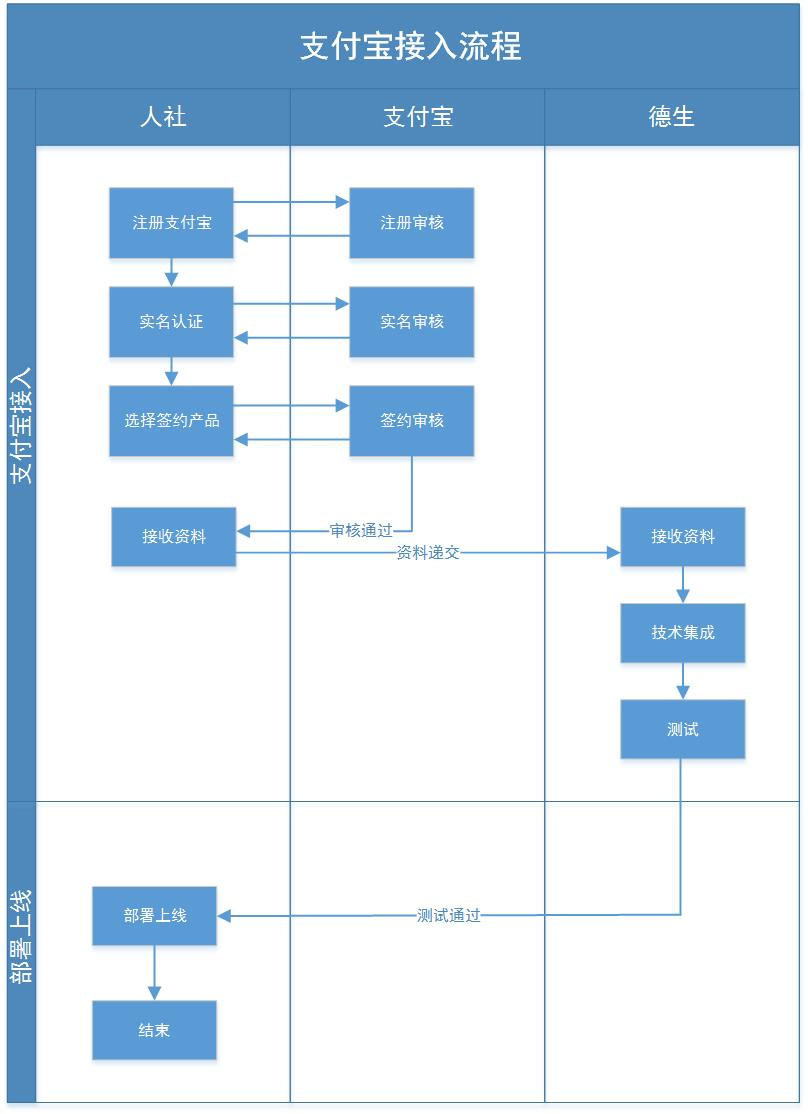 支付宝接入流程
人社
支付宝
德生
支付宝接入
注册支付宝
注册审核
实名认证
实名审核
选择签约产品
签约审核
接收资料
审核通过
资料递交
接收资料
技术集成
测试
部署上线
部署上线
测试通过
结束